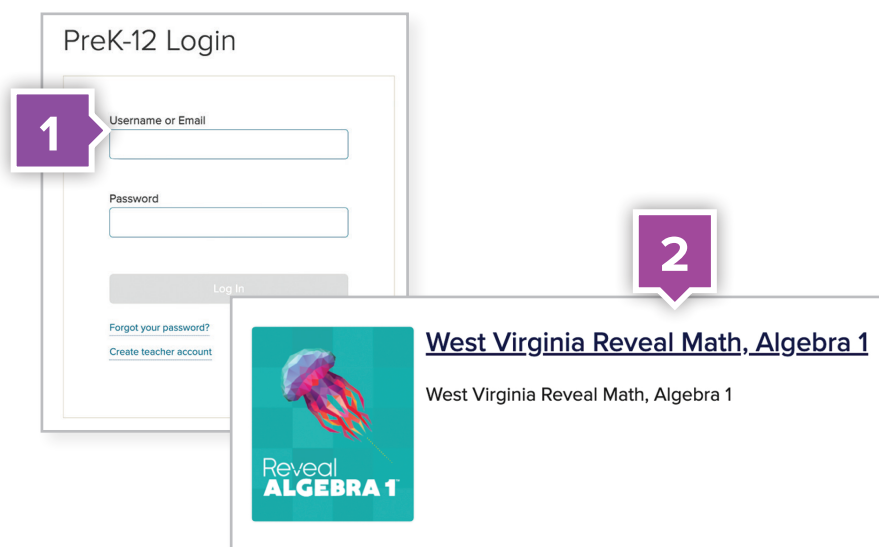 PreK-12 Login
1
Username or Email
Password
Log In
Forgot your password?
Create teacher account
2
West Virginia Reveal Math, Algebra 1
West Virginia Reveal Math, Algebra 1
Reveal
ALGEBRA 1